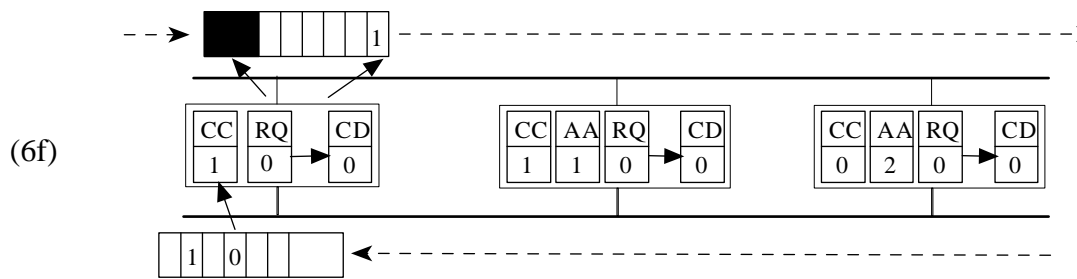 1
CC RQ CD CC AA RQ CD CC AA RQ CD
(6f)
1 0 0 1 1 0 0 0 2 0 0
1 0